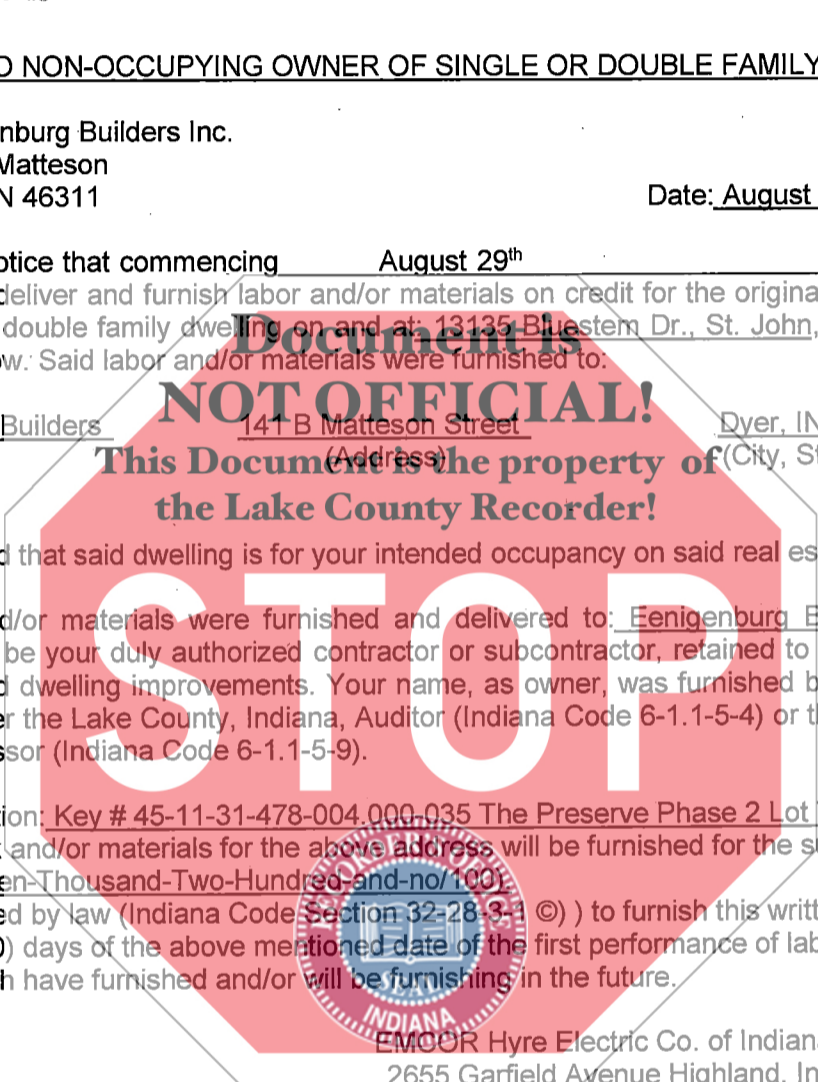 O NON-OCCUPYING OWNER OF SINGLE OR DOUBLE FAMILY
nburg Builders Inc.
Matteson
N 46311
Date: August
otice that commencing August 29th
deliver and furnish labor and/or materials on credit for the origina
double family dwelling on and at: 13135 Bluestem Dr., St. John,
w. Said labor and/or materials were furnished to:
Document is
NOT OFFICIAL!
This Document is the property of
the Lake County Recorder!
Builders 141 B Matteson Street Dyer, IN
(Address) (City, St
d that said dwelling is for your intended occupancy on said real es
STOP
d/or materials were furnished and delivered to: Eenigenburg B
be your duly authorized contractor or subcontractor, retained to
d dwelling improvements. Your name, as owner, was furnished b
er the Lake County, Indiana, Auditor (Indiana Code 6-1.1-5-4) or th
ssor (Indiana Code 6-1.1-5-9).
ion: Key # 45-11-31-478-004.000-035 The Preserve Phase 2 Lot
and/or materials for the above address will be furnished for the s
en-Thousand-Two-Hundred-and-no/100)
ed by law (Indiana Code Section 32-28-3-1 ©) ) to furnish this writt
0) days of the above mentioned date of the first performance of lab
h have furnished and/or will be furnishing in the future.
SEAL
INDIANA
EMCOR Hyre Electric Co. of Indian
2655 Garfield Avenue Highland, In